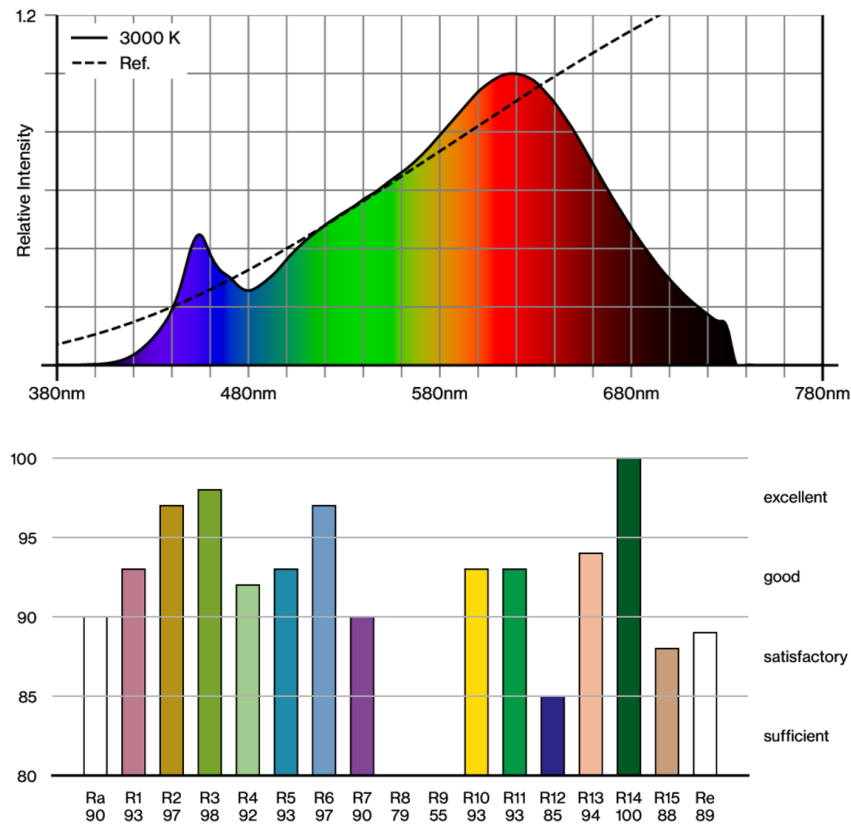 1.2
3000 K
Ref.
Relative Intensity
380nm 480nm 580nm 680nm 780nm
100
excellent
95
good
90
satisfactory
85
sufficient
80
Ra R1 R2 R3 R4 R5 R6 R7 R8 R9 R10 R11 R12 R13 R14 R15 Re
90 93 97 98 92 93 97 90 79 55 93 93 85 94 100 88 89